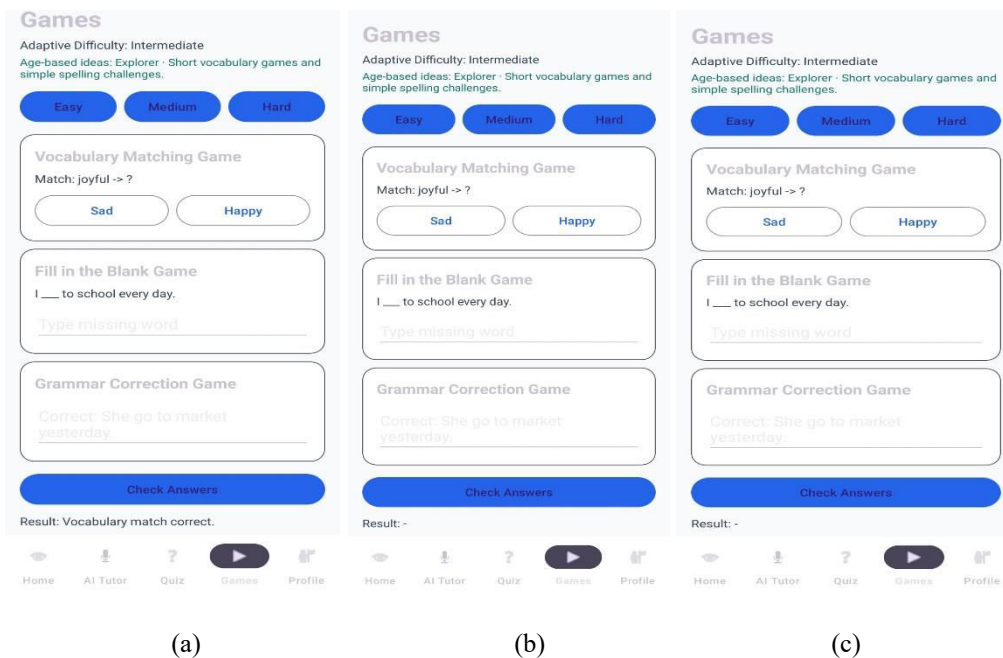 Games
Adaptive Difficulty: Intermediate
Age-based ideas: Explorer · Short vocabulary games and
simple spelling challenges.
Easy Medium Hard
Vocabulary Matching Game
Match: joyful -> ?
Sad Happy
Fill in the Blank Game
I __ to school every day.
Type missing word
Grammar Correction Game
Correct: She go to market
yesterday.
Check Answers
Result: Vocabulary match correct.
Home AI Tutor Quiz Games Profile
(a)
Games
Adaptive Difficulty: Intermediate
Age-based ideas: Explorer · Short vocabulary games and
simple spelling challenges.
Easy Medium Hard
Vocabulary Matching Game
Match: joyful -> ?
Sad Happy
Fill in the Blank Game
I __ to school every day.
Type missing word
Grammar Correction Game
Correct: She go to market
yesterday.
Check Answers
Result: -
Home AI Tutor Quiz Games Profile
(b)
Games
Adaptive Difficulty: Intermediate
Age-based ideas: Explorer · Short vocabulary games and
simple spelling challenges.
Easy Medium Hard
Vocabulary Matching Game
Match: joyful -> ?
Sad Happy
Fill in the Blank Game
I __ to school every day.
Type missing word
Grammar Correction Game
Correct: She go to market
yesterday.
Check Answers
Result: -
Home AI Tutor Quiz Games Profile
(c)